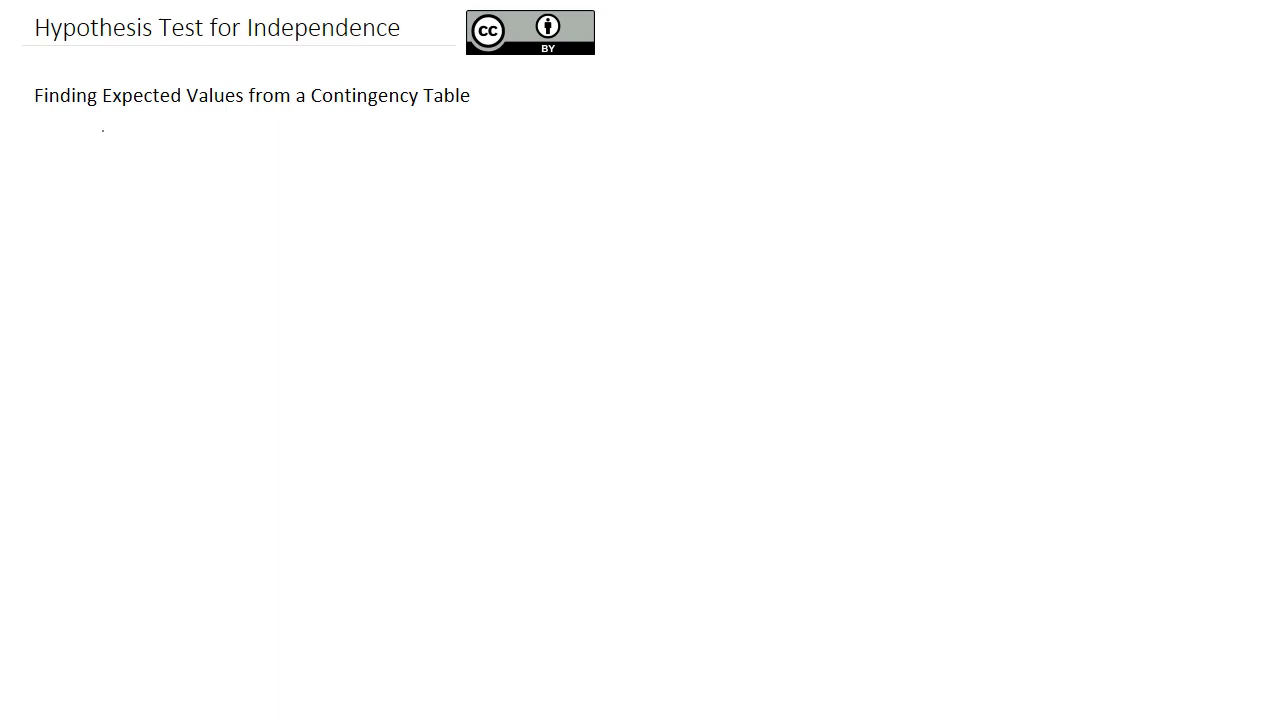 Hypothesis Test for Independence
cc
BY
Finding Expected Values from a Contingency Table